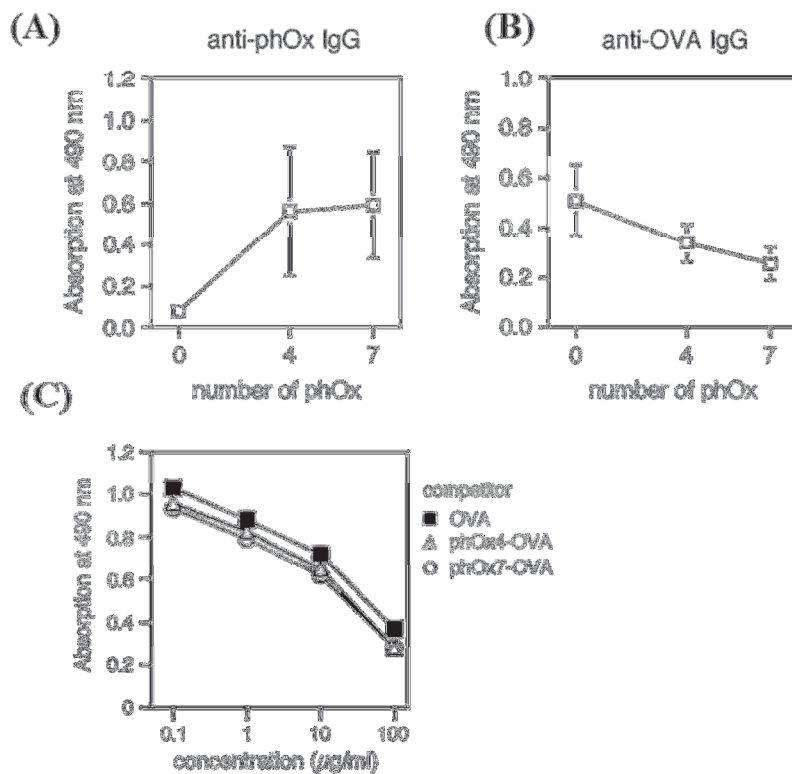 (A)
anti-phOx IgG
Absorption at 490 nm
1.2
1.0
0.8
0.6
0.4
0.2
0.0
0 4 7
number of phOx
(B)
anti-OVA IgG
Absorption at 490 nm
1.0
0.8
0.6
0.4
0.2
0.0
0 4 7
number of phOx
(C)
Absorption at 490 nm
1.2
1.0
0.8
0.6
0.4
0.2
0
0.1 1 10 100
concentration (µg/ml)
competitor
OVA
phOx4-OVA
phOx7-OVA